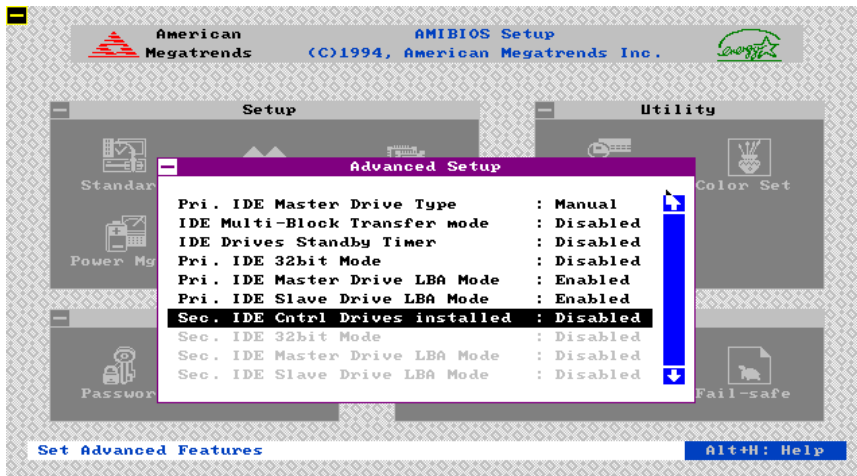 American
Megatrends
AMIBIOS Setup
(C)1994, American Megatrends Inc.
energy
Setup
Utility
Advanced Setup
Standar
Color Set
Pri. IDE Master Drive Type : Manual
IDE Multi-Block Transfer mode : Disabled
IDE Drives Standby Timer : Disabled
Power Mg
Pri. IDE 32bit Mode : Disabled
Pri. IDE Master Drive LBA Mode : Enabled
Pri. IDE Slave Drive LBA Mode : Enabled
Sec. IDE Cntrl Drives installed : Disabled
Sec. IDE 32bit Mode : Disabled
Sec. IDE Master Drive LBA Mode : Disabled
Sec. IDE Slave Drive LBA Mode : Disabled
Passwor
Fail-safe
Set Advanced Features
Alt+H: Help